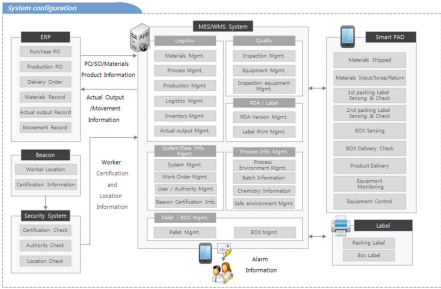 System configuration
ERP
Purchase PO
Production PO
Delivery Order
Materials Record
Actual output Record
Movement Record
Beacon
Worker Location
Certification Information
Security System
Certification Check
Authority Check
Location Check
PO/SO/Materials
Product Information
Actual Output
/Movement
Information
Worker
Certification
and
Location
Information
APP
MES/WMS System
Logistics
Materials Mgmt.
Process Mgmt.
Production Mgmt.
Logistics Mgmt.
Inventory Mgmt.
Actual output Mgmt.
Quality
Inspection Mgmt.
Equipment Mgmt.
Inspection equipment
Mgmt.
PDA / Label
PDA Version Mgmt.
Label Print Mgmt.
System/Base Info.
Mgmt.
System Mgmt.
Work Order Mgmt.
User / Authority Mgmt.
Beacon Certification Info.
Process Info. Mgmt.
Process
Environment Mgmt.
Batch Information
Chemistry Information
Safe environment Mgmt.
Pallet / BOX Mgmt.
Pallet Mgmt.
BOX Mgmt.
Alarm
Information
Smart PAD
Materials Shipped
Materials Input/Scrap/Return
1st packing Label
Sensing & Check
2nd packing Label
Sensing & Check
BOX Sensing
BOX Delivery Check
Product Delivery
Equipment
Monitoring
Equipment Control
Label
Packing Label
Box Label